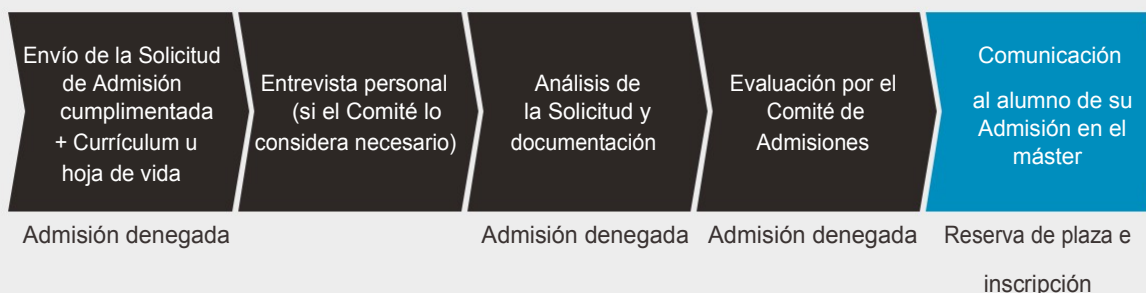 Envío de la Solicitud
de Admisión
cumplimentada
+ Currículum u
hoja de vida
Entrevista personal
(si el Comité lo
considera necesario)
Análisis de
la Solicitud y
documentación
Evaluación por el
Comité de
Admisiones
Comunicación
al alumno de su
Admisión en el
máster
Admisión denegada
Admisión denegada
Admisión denegada
Reserva de plaza e
inscripción